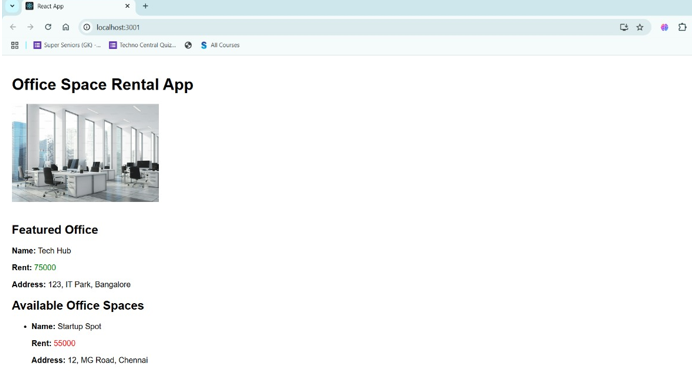 React App
localhost:3001
Super Seniors (GK) -...
Techno Central Quiz...
All Courses
Office Space Rental App
Featured Office
Name: Tech Hub
Rent: 75000
Address: 123, IT Park, Bangalore
Available Office Spaces
Name: Startup Spot
Rent: 55000
Address: 12, MG Road, Chennai